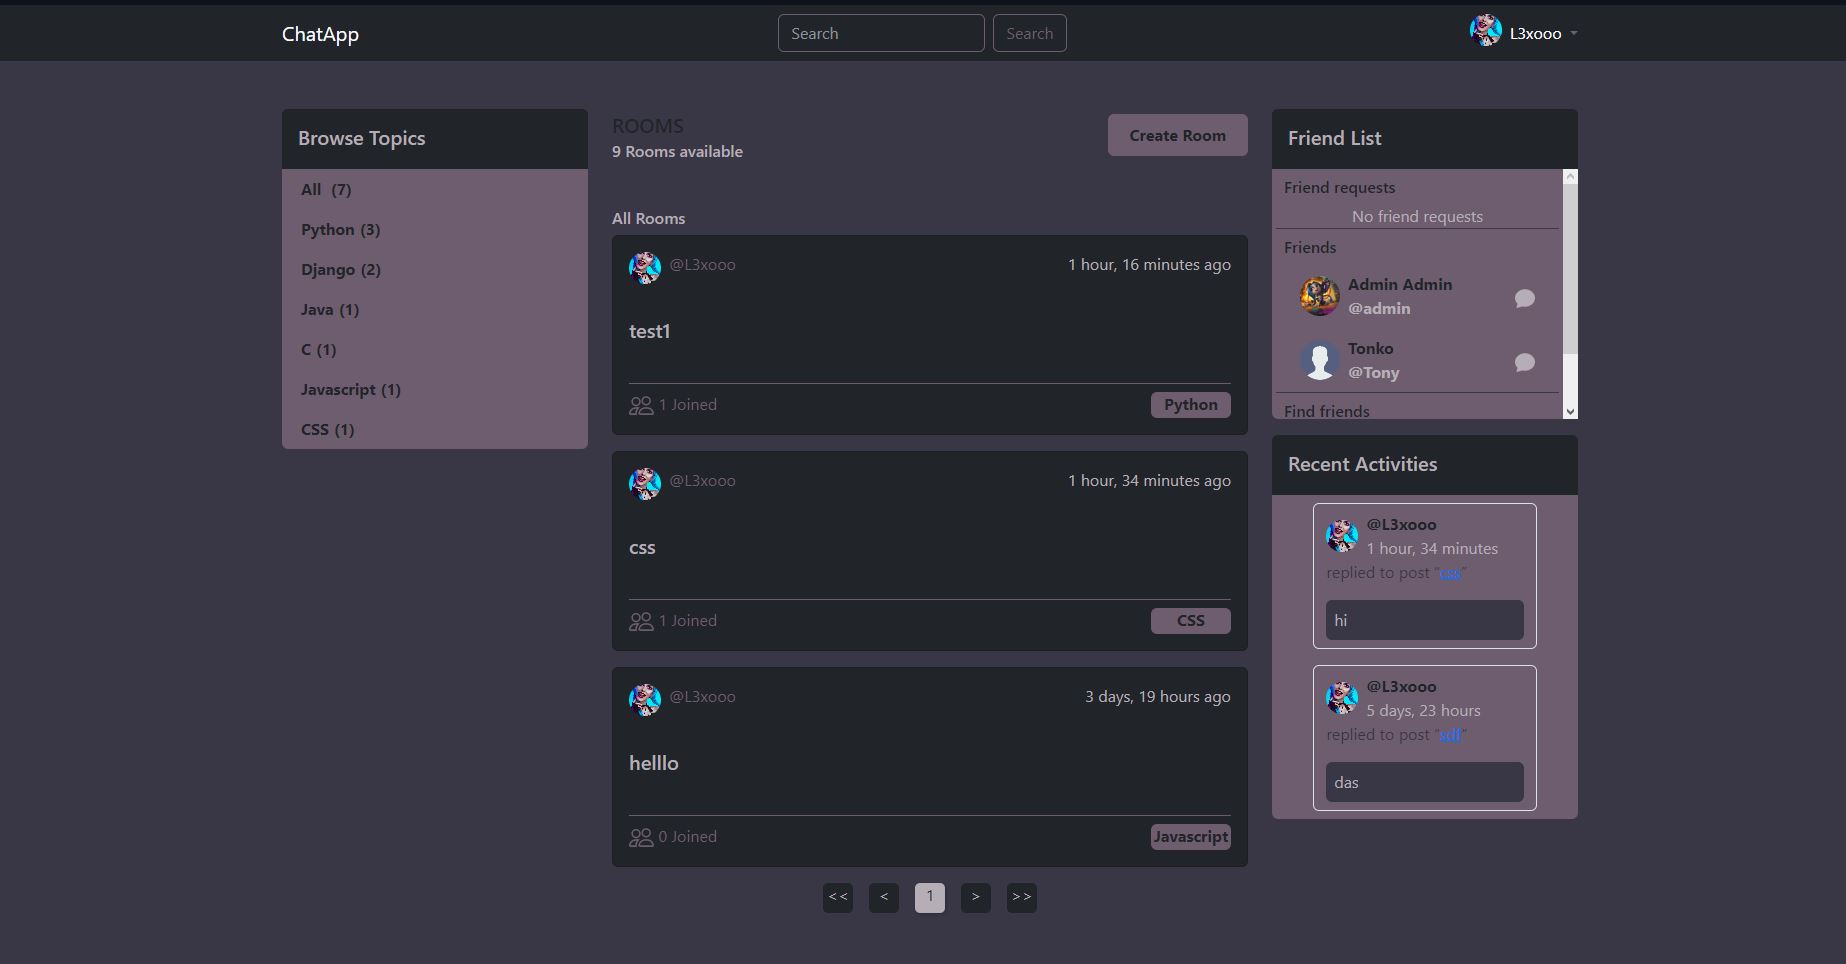 ChatApp
Search
Search
L3xooo
Browse Topics
All (7)
Python (3)
Django (2)
Java (1)
C (1)
Javascript (1)
CSS (1)
ROOMS
9 Rooms available
Create Room
All Rooms
@L3xooo
1 hour, 16 minutes ago
test1
1 Joined
Python
@L3xooo
1 hour, 34 minutes ago
css
1 Joined
CSS
@L3xooo
3 days, 19 hours ago
helllo
0 Joined
Javascript
<<
<
1
>
>>
Friend List
Friend requests
No friend requests
Friends
Admin Admin
@admin
Tonko
@Tony
Find friends
Recent Activities
@L3xooo
1 hour, 34 minutes
replied to post “css”
hi
@L3xooo
5 days, 23 hours
replied to post “sdf”
das